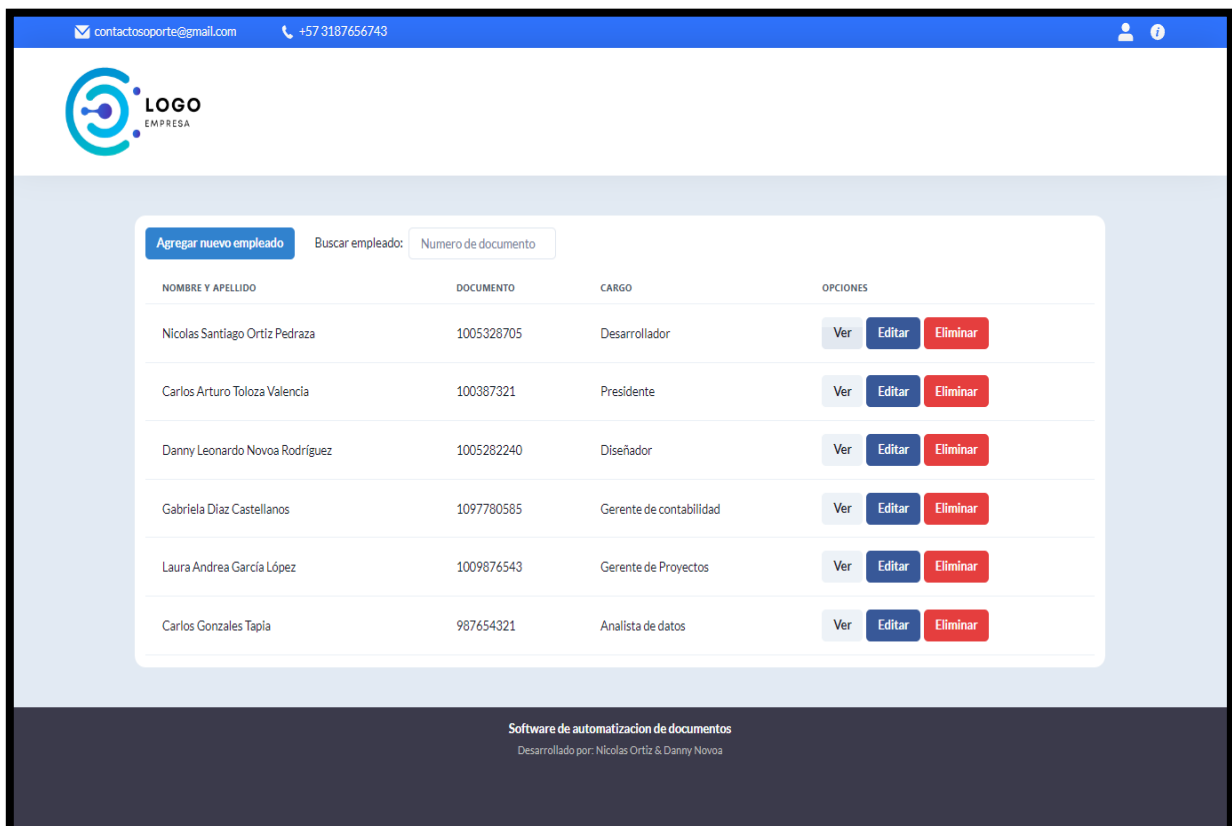 contactosoporte@gmail.com +57 3187656743
LOGO
EMPRESA
Agregar nuevo empleado Buscar empleado: Numero de documento
NOMBRE Y APELLIDO DOCUMENTO CARGO OPCIONES
Nicolas Santiago Ortiz Pedraza 1005328705 Desarrollador Ver Editar Eliminar
Carlos Arturo Toloza Valencia 100387321 Presidente Ver Editar Eliminar
Danny Leonardo Novoa Rodríguez 1005282240 Diseñador Ver Editar Eliminar
Gabriela Diaz Castellanos 1097780585 Gerente de contabilidad Ver Editar Eliminar
Laura Andrea García López 1009876543 Gerente de Proyectos Ver Editar Eliminar
Carlos Gonzales Tapia 987654321 Analista de datos Ver Editar Eliminar
Software de automatizacion de documentos
Desarrollado por: Nicolas Ortiz & Danny Novoa